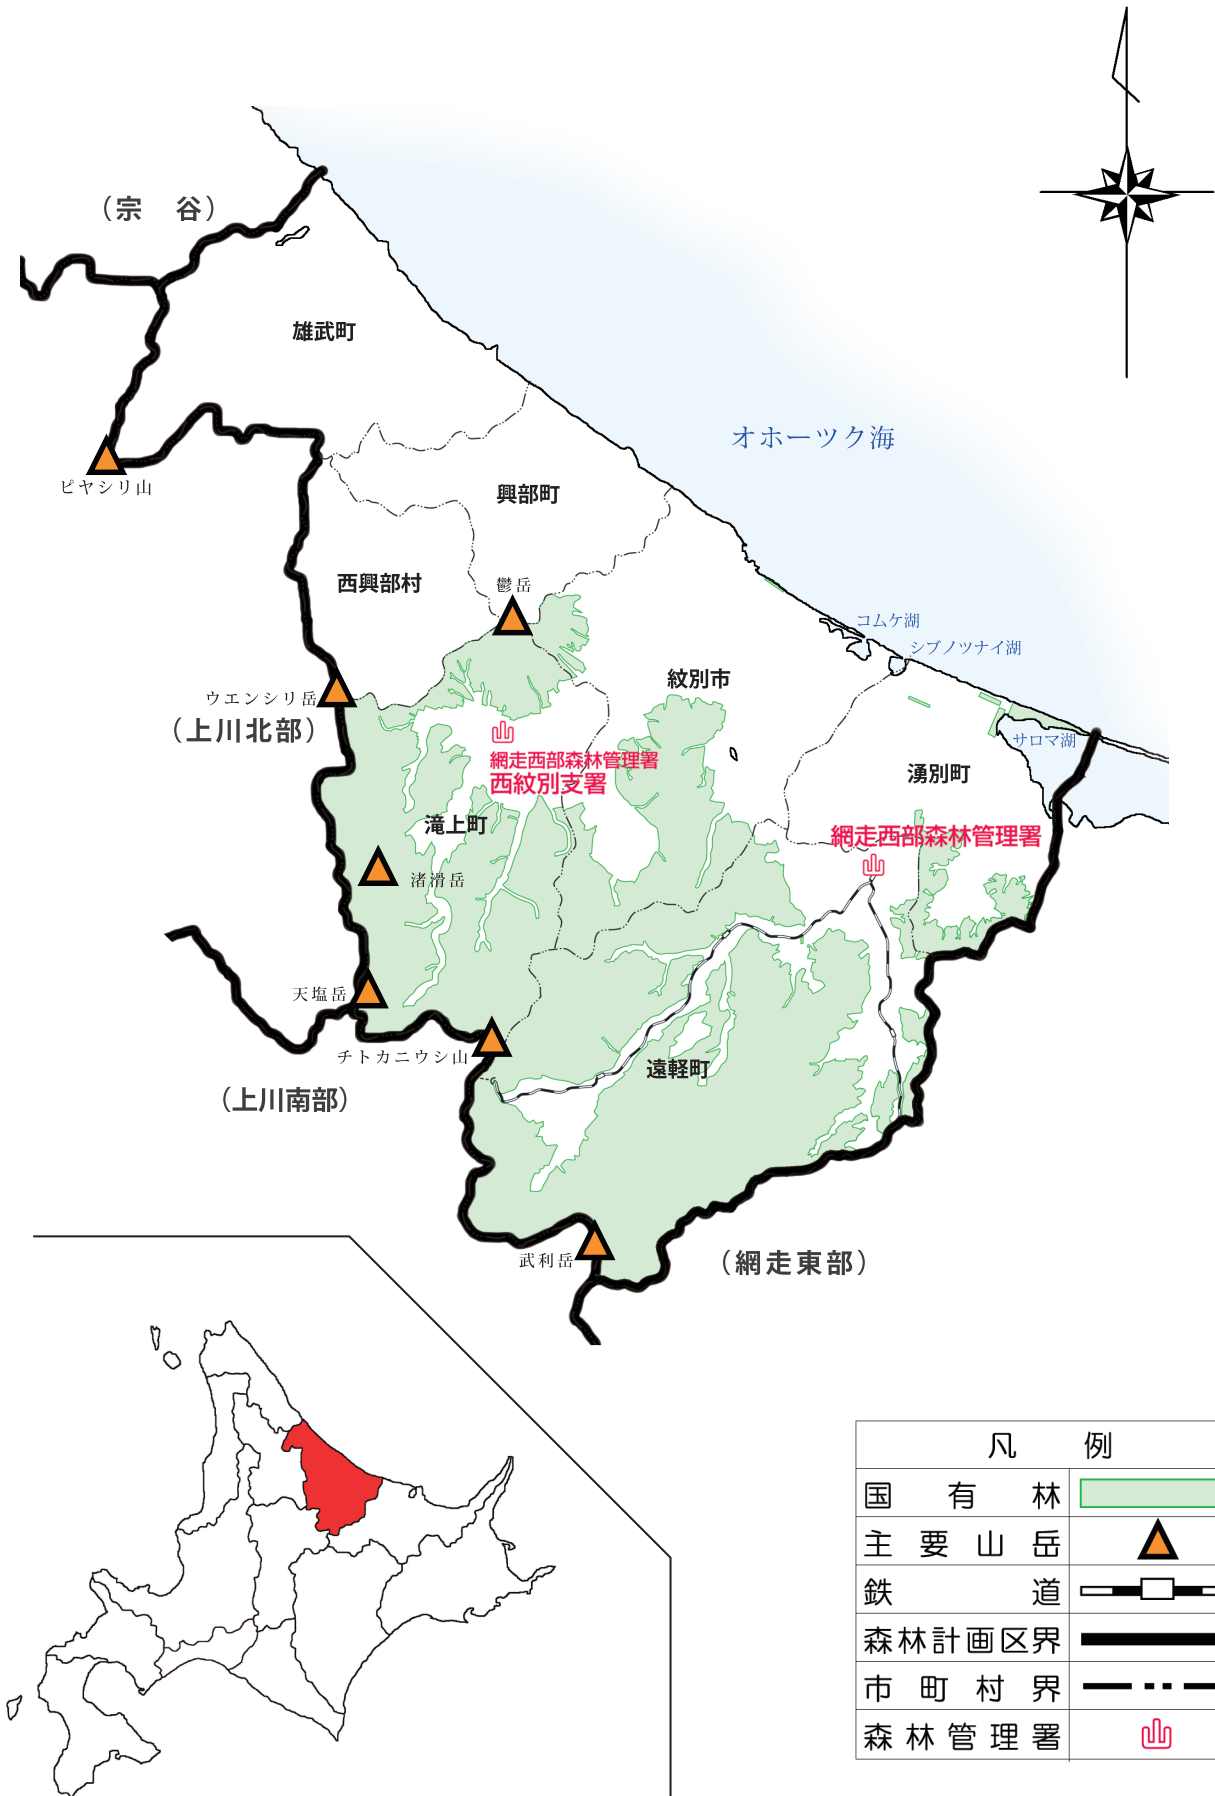 （宗　谷）
雄武町
オホーツク海
ピヤシリ山
興部町
西興部村
鬱岳
コムケ湖
シブノツナイ湖
紋別市
ウエンシリ岳
（上川北部）
サロマ湖
網走西部森林管理署
西紋別支署
湧別町
滝上町
網走西部森林管理署
渚滑岳
天塩岳
チトカニウシ山
遠軽町
（上川南部）
武利岳
（網走東部）
凡　例
国有林
主要山岳
鉄道
森林計画区界
市町村界
森林管理署